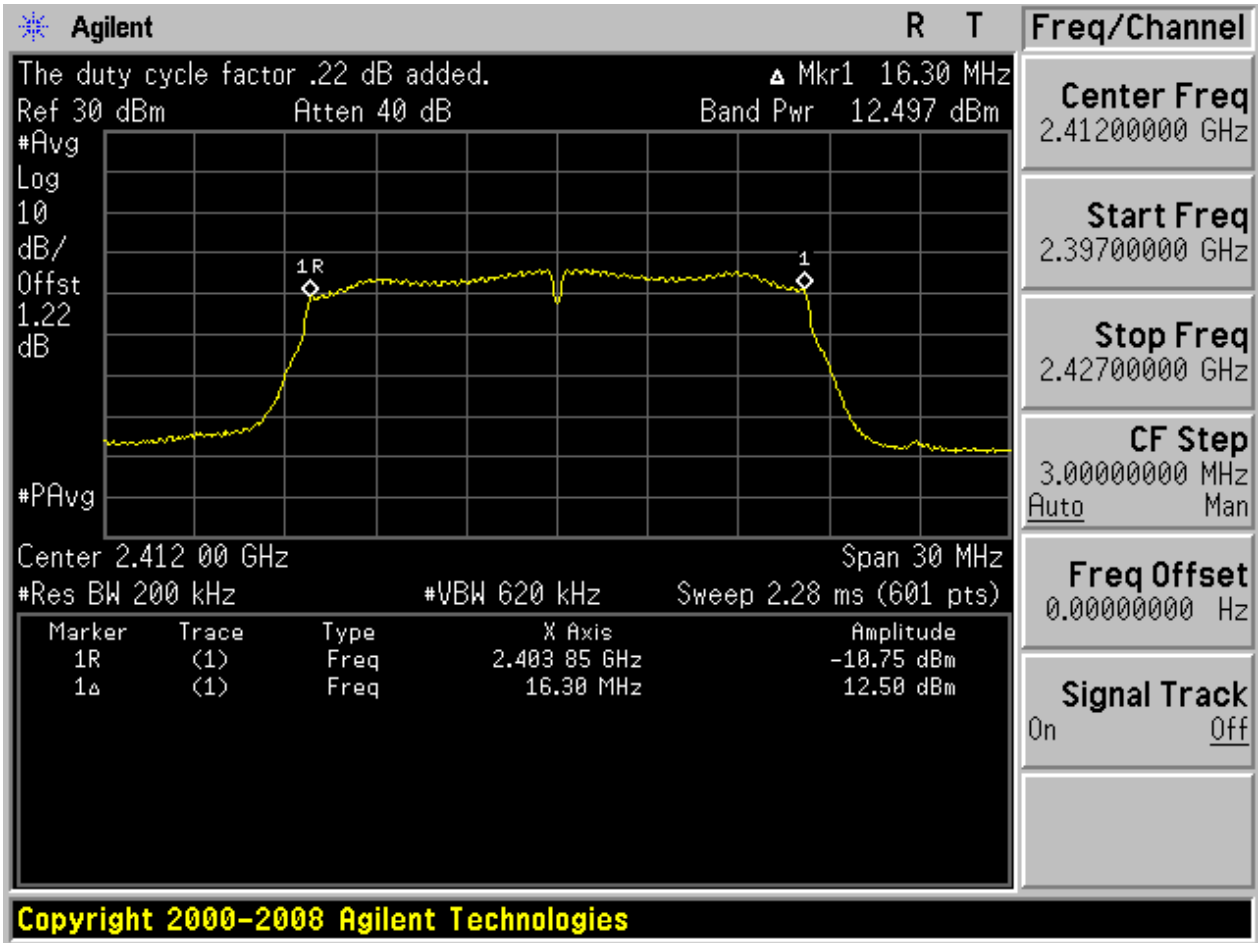 Agilent R T Freq/Channel
The duty cycle factor .22 dB added. Δ Mkr1 16.30 MHz
Ref 30 dBm Atten 40 dB Band Pwr 12.497 dBm
#Avg
Log
10
dB/
Offst
1.22
dB
#PAvg
1R
1
Center 2.412 00 GHz Span 30 MHz
#Res BW 200 kHz #VBW 620 kHz Sweep 2.28 ms (601 pts)
Marker Trace Type X Axis Amplitude
1R (1) Freq 2.403 85 GHz -10.75 dBm
1Δ (1) Freq 16.30 MHz 12.50 dBm
Center Freq
2.41200000 GHz
Start Freq
2.39700000 GHz
Stop Freq
2.42700000 GHz
CF Step
3.00000000 MHz
Auto Man
Freq Offset
0.00000000 Hz
Signal Track
On Off
Copyright 2000-2008 Agilent Technologies